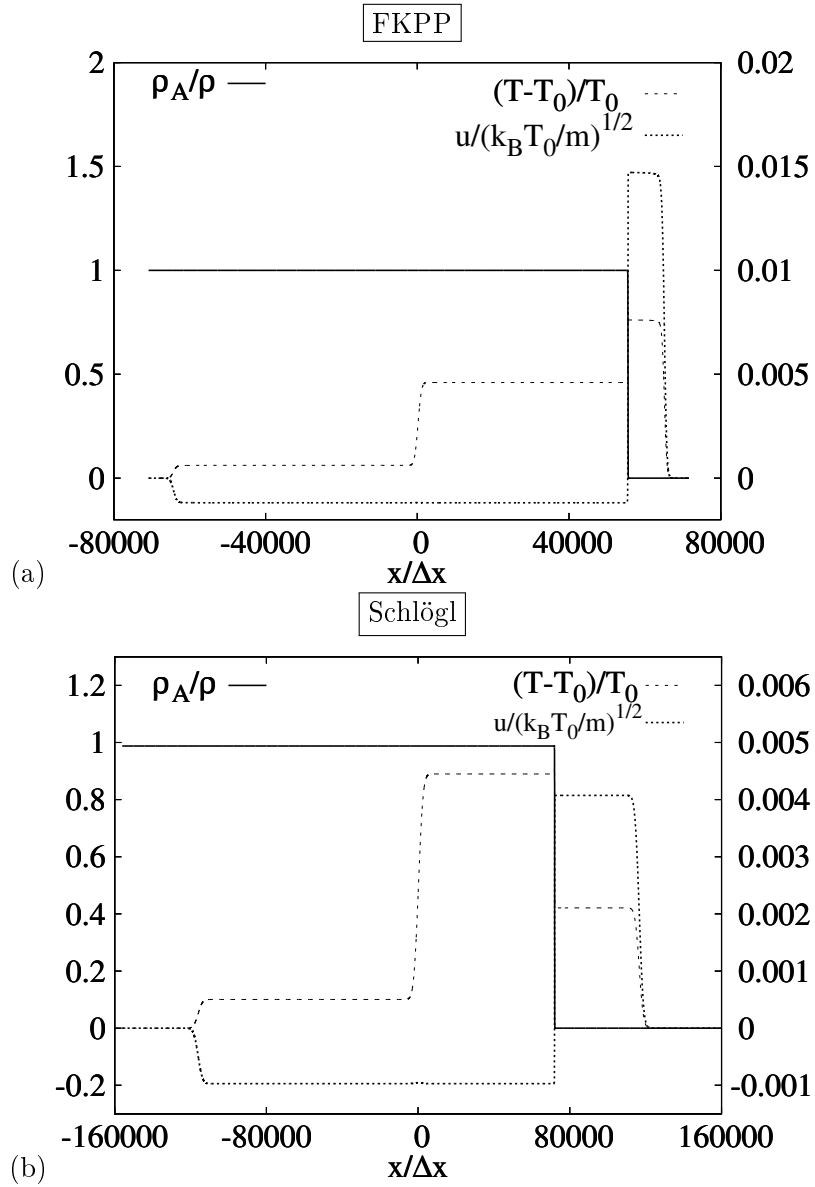 FKPP
2 0.02
ρA/ρ (T-T0)/T0
u/(kBT0/m)^1/2
1.5 0.015
1 0.01
0.5 0.005
0 0
-80000 -40000 0 40000 80000
(a) x/Δx
Schlögl
1.2 ρA/ρ (T-T0)/T0 0.006
u/(kBT0/m)^1/2
1 0.005
0.8 0.004
0.6 0.003
0.4 0.002
0.2 0.001
0 0
-0.2 -0.001
-160000 -80000 0 80000 160000
(b) x/Δx